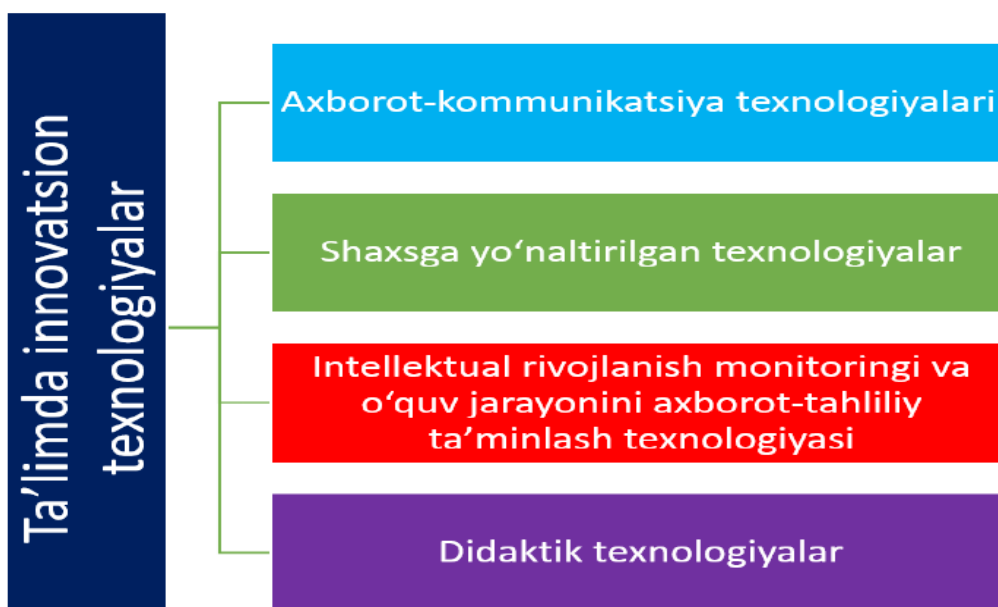 Ta’limda innovatsion
texnologiyalar
Axborot-kommunikatsiya texnologiyalari
Shaxsga yo‘naltirilgan texnologiyalar
Intellektual rivojlanish monitoringi va
o‘quv jarayonini axborot-tahliliy
ta’minlash texnologiyasi
Didaktik texnologiyalar